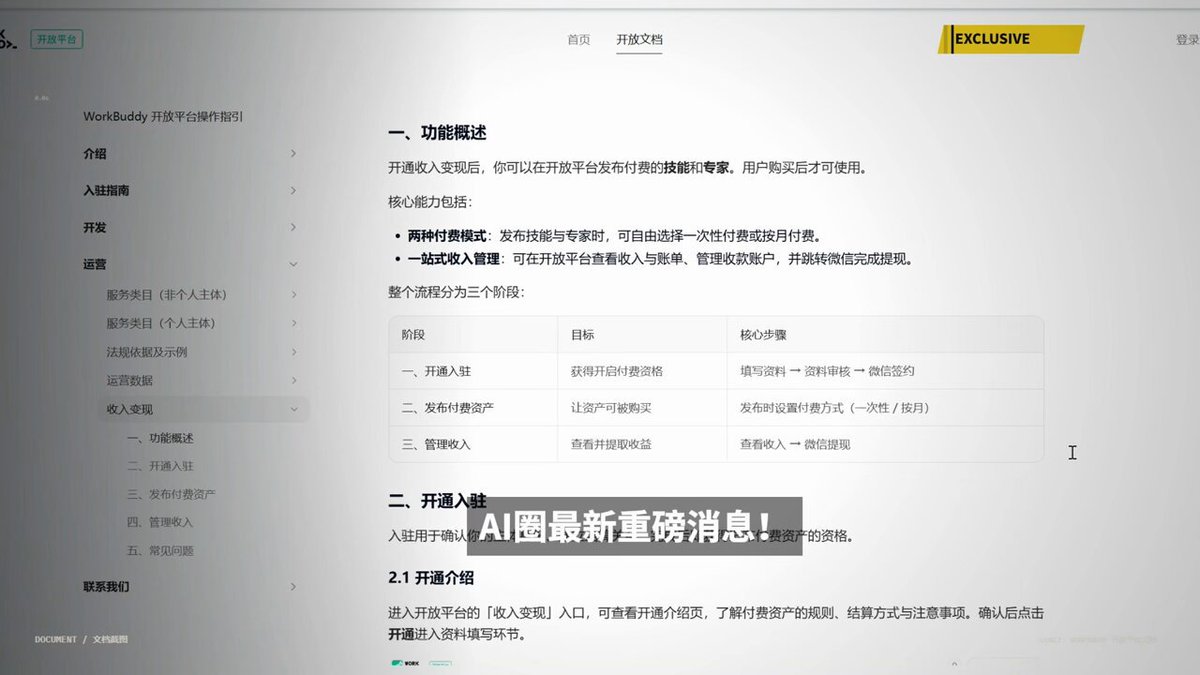 开放平台
首页
开放文档
EXCLUSIVE
登录
WorkBuddy 开放平台操作指引
介绍
入驻指南
开发
运营
服务类目（非个人主体）
服务类目（个人主体）
法规依据及示例
运营数据
收入变现
一、功能概述
二、开通入驻
三、发布付费资产
四、管理收入
五、常见问题
联系我们
DOCUMENT / 文档截图
一、功能概述
开通收入变现后，你可以在开放平台发布付费的技能和专家。用户购买后才可使用。
核心能力包括：
• 两种付费模式：发布技能与专家时，可自由选择一次性付费或按月付费。
• 一站式收入管理：可在开放平台查看收入与账单、管理收款账户，并跳转微信完成提现。
整个流程分为三个阶段：
阶段 目标 核心步骤
一、开通入驻 获得开启付费资格 填写资料 → 资料审核 → 微信签约
二、发布付费资产 让资产可被购买 发布时设置付费方式（一次性 / 按月）
三、管理收入 查看并提取收益 查看收入 → 微信提现
二、开通入驻
AI圈最新重磅消息！
入驻用于确认你的 付费资产的资格。
2.1 开通介绍
进入开放平台的「收入变现」入口，可查看开通介绍页，了解付费资产的规则、结算方式与注意事项。确认后点击
开通进入资料填写环节。
WORK